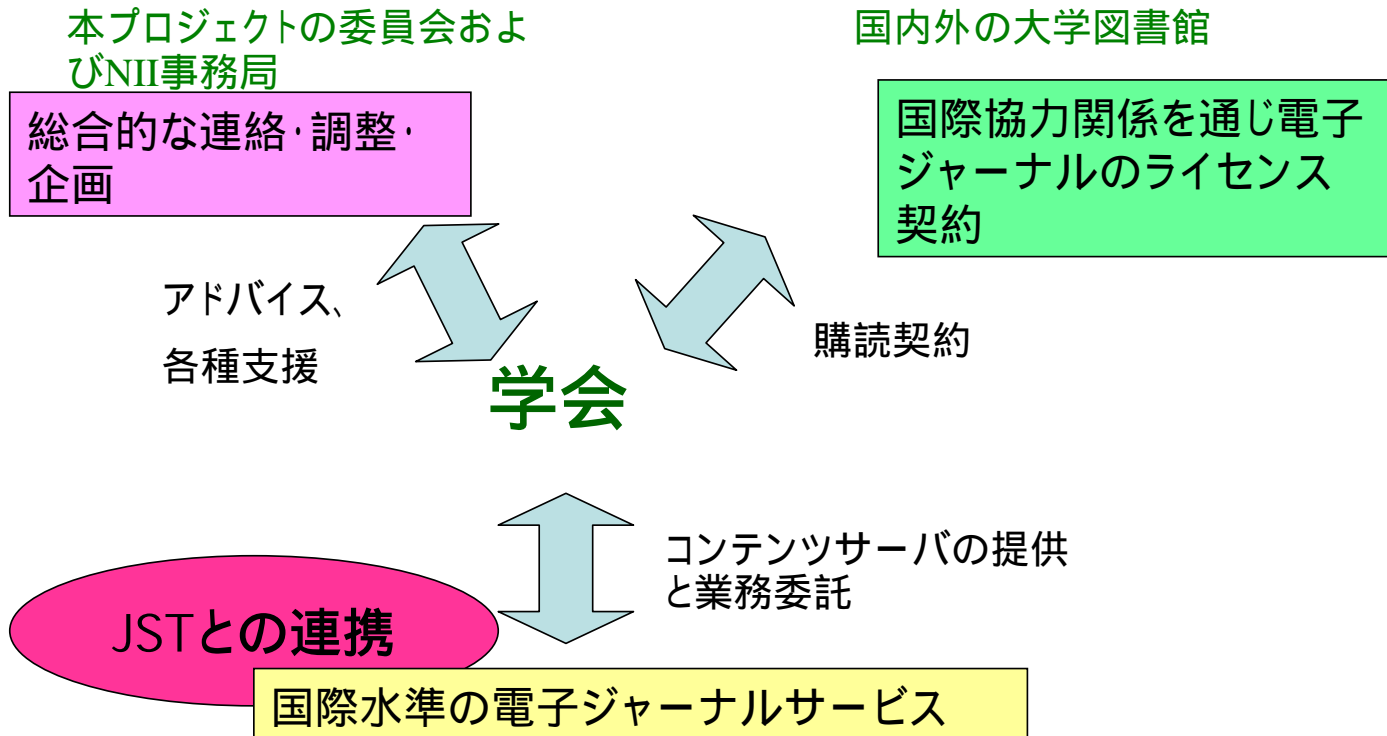 本プロジェクトの委員会およ
びNII事務局
国内外の大学図書館
総合的な連絡・調整・
企画
国際協力関係を通じ電子
ジャーナルのライセンス
契約
アドバイス、
各種支援
購読契約
学会
コンテンツサーバの提供
と業務委託
JSTとの連携
国際水準の電子ジャーナルサービス